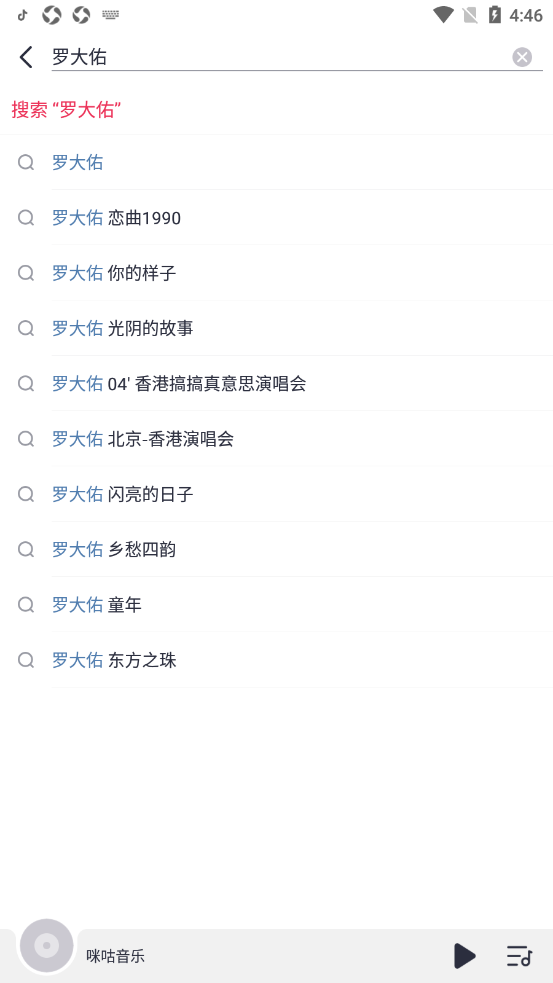 4:46
罗大佑
搜索 “罗大佑”
罗大佑
罗大佑 恋曲1990
罗大佑 你的样子
罗大佑 光阴的故事
罗大佑 04' 香港搞搞真意思演唱会
罗大佑 北京-香港演唱会
罗大佑 闪亮的日子
罗大佑 乡愁四韵
罗大佑 童年
罗大佑 东方之珠
咪咕音乐